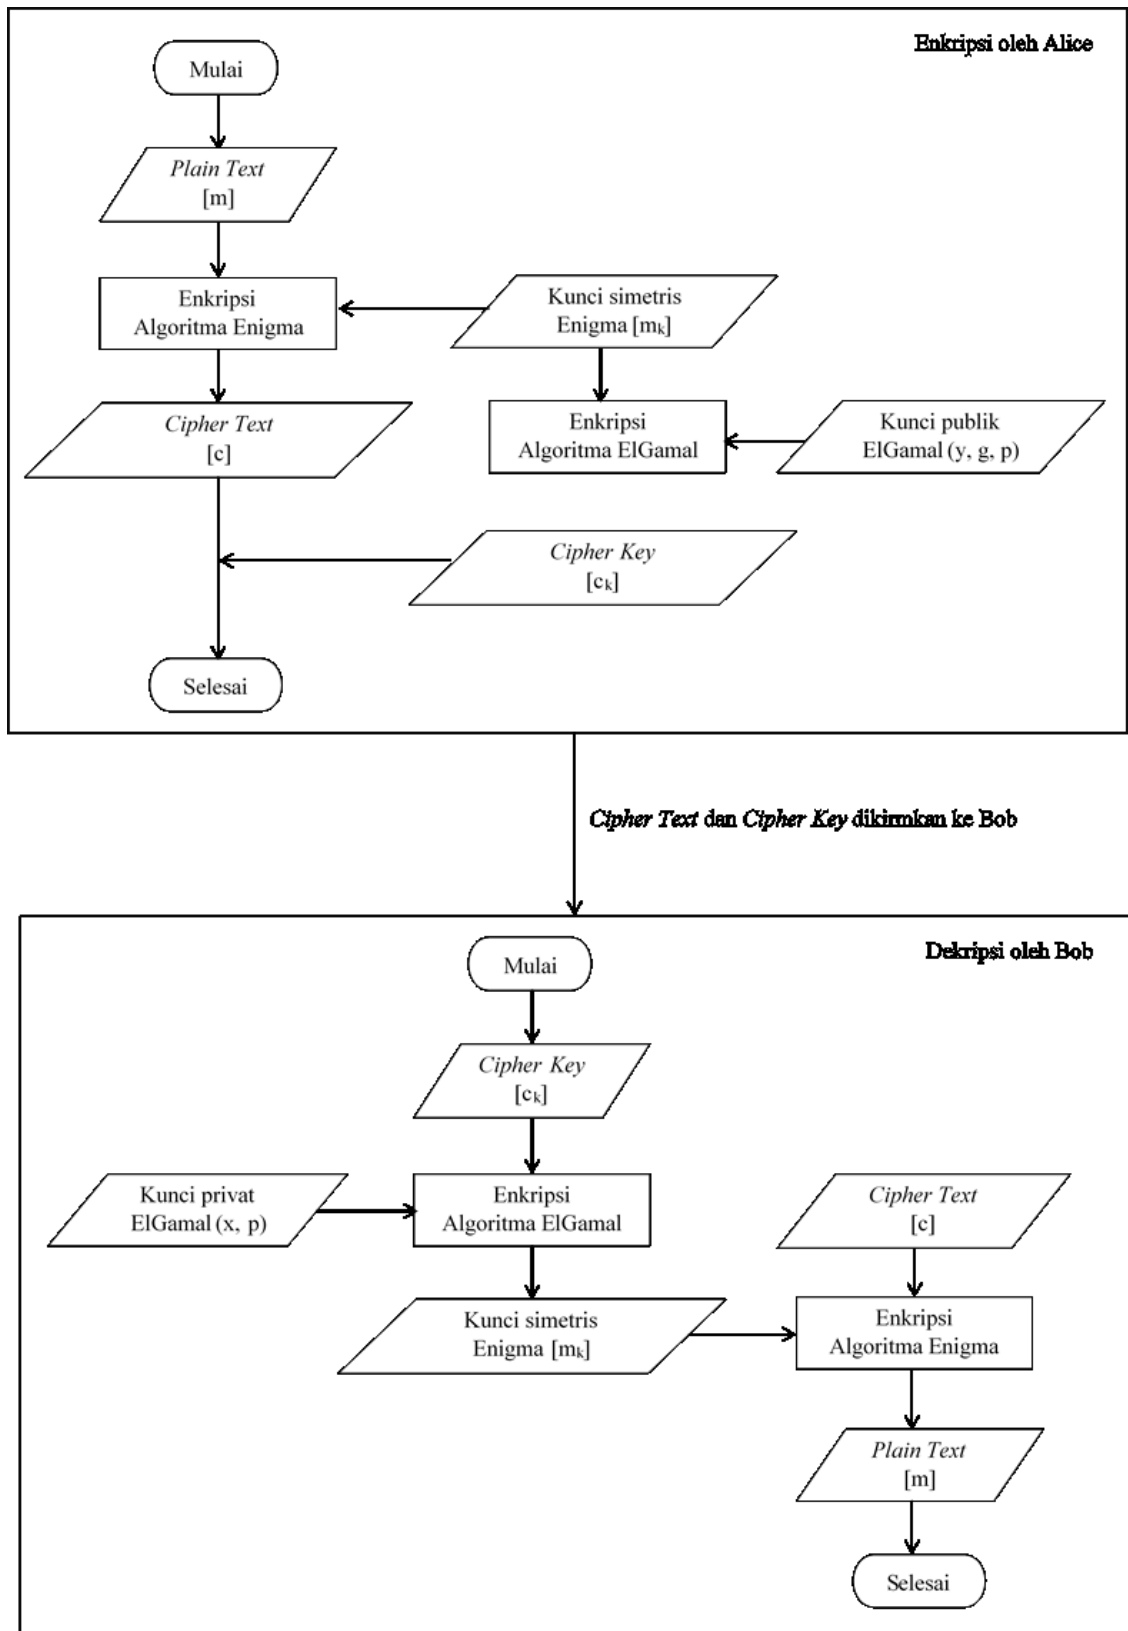 Enkripsi oleh Alice
Mulai
Plain Text
[m]
Enkripsi
Algoritma Enigma
Kunci simetris
Enigma [mk]
Cipher Text
[c]
Enkripsi
Algoritma ElGamal
Kunci publik
ElGamal (y, g, p)
Cipher Key
[ck]
Selesai
Cipher Text dan Cipher Key dikirmkan ke Bob
Dekripsi oleh Bob
Mulai
Cipher Key
[ck]
Kunci privat
ElGamal (x, p)
Enkripsi
Algoritma ElGamal
Cipher Text
[c]
Kunci simetris
Enigma [mk]
Enkripsi
Algoritma Enigma
Plain Text
[m]
Selesai